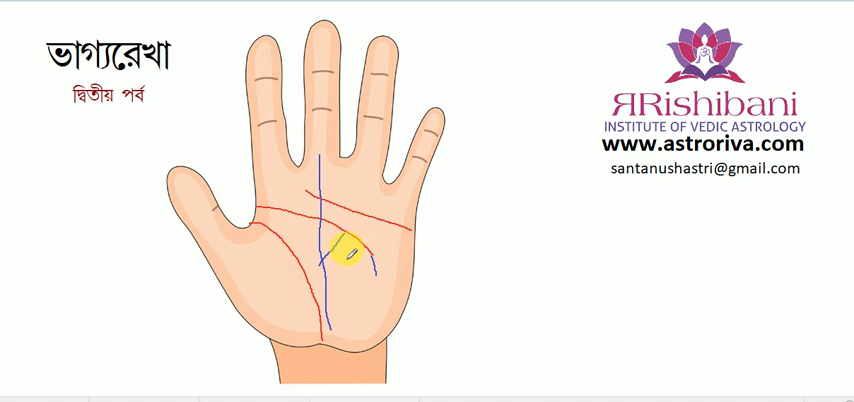 ভাগ্যরেখা
দ্বিতীয় পর্ব
RRishibani
INSTITUTE OF VEDIC ASTROLOGY
www.astroriva.com
santanushastri@gmail.com